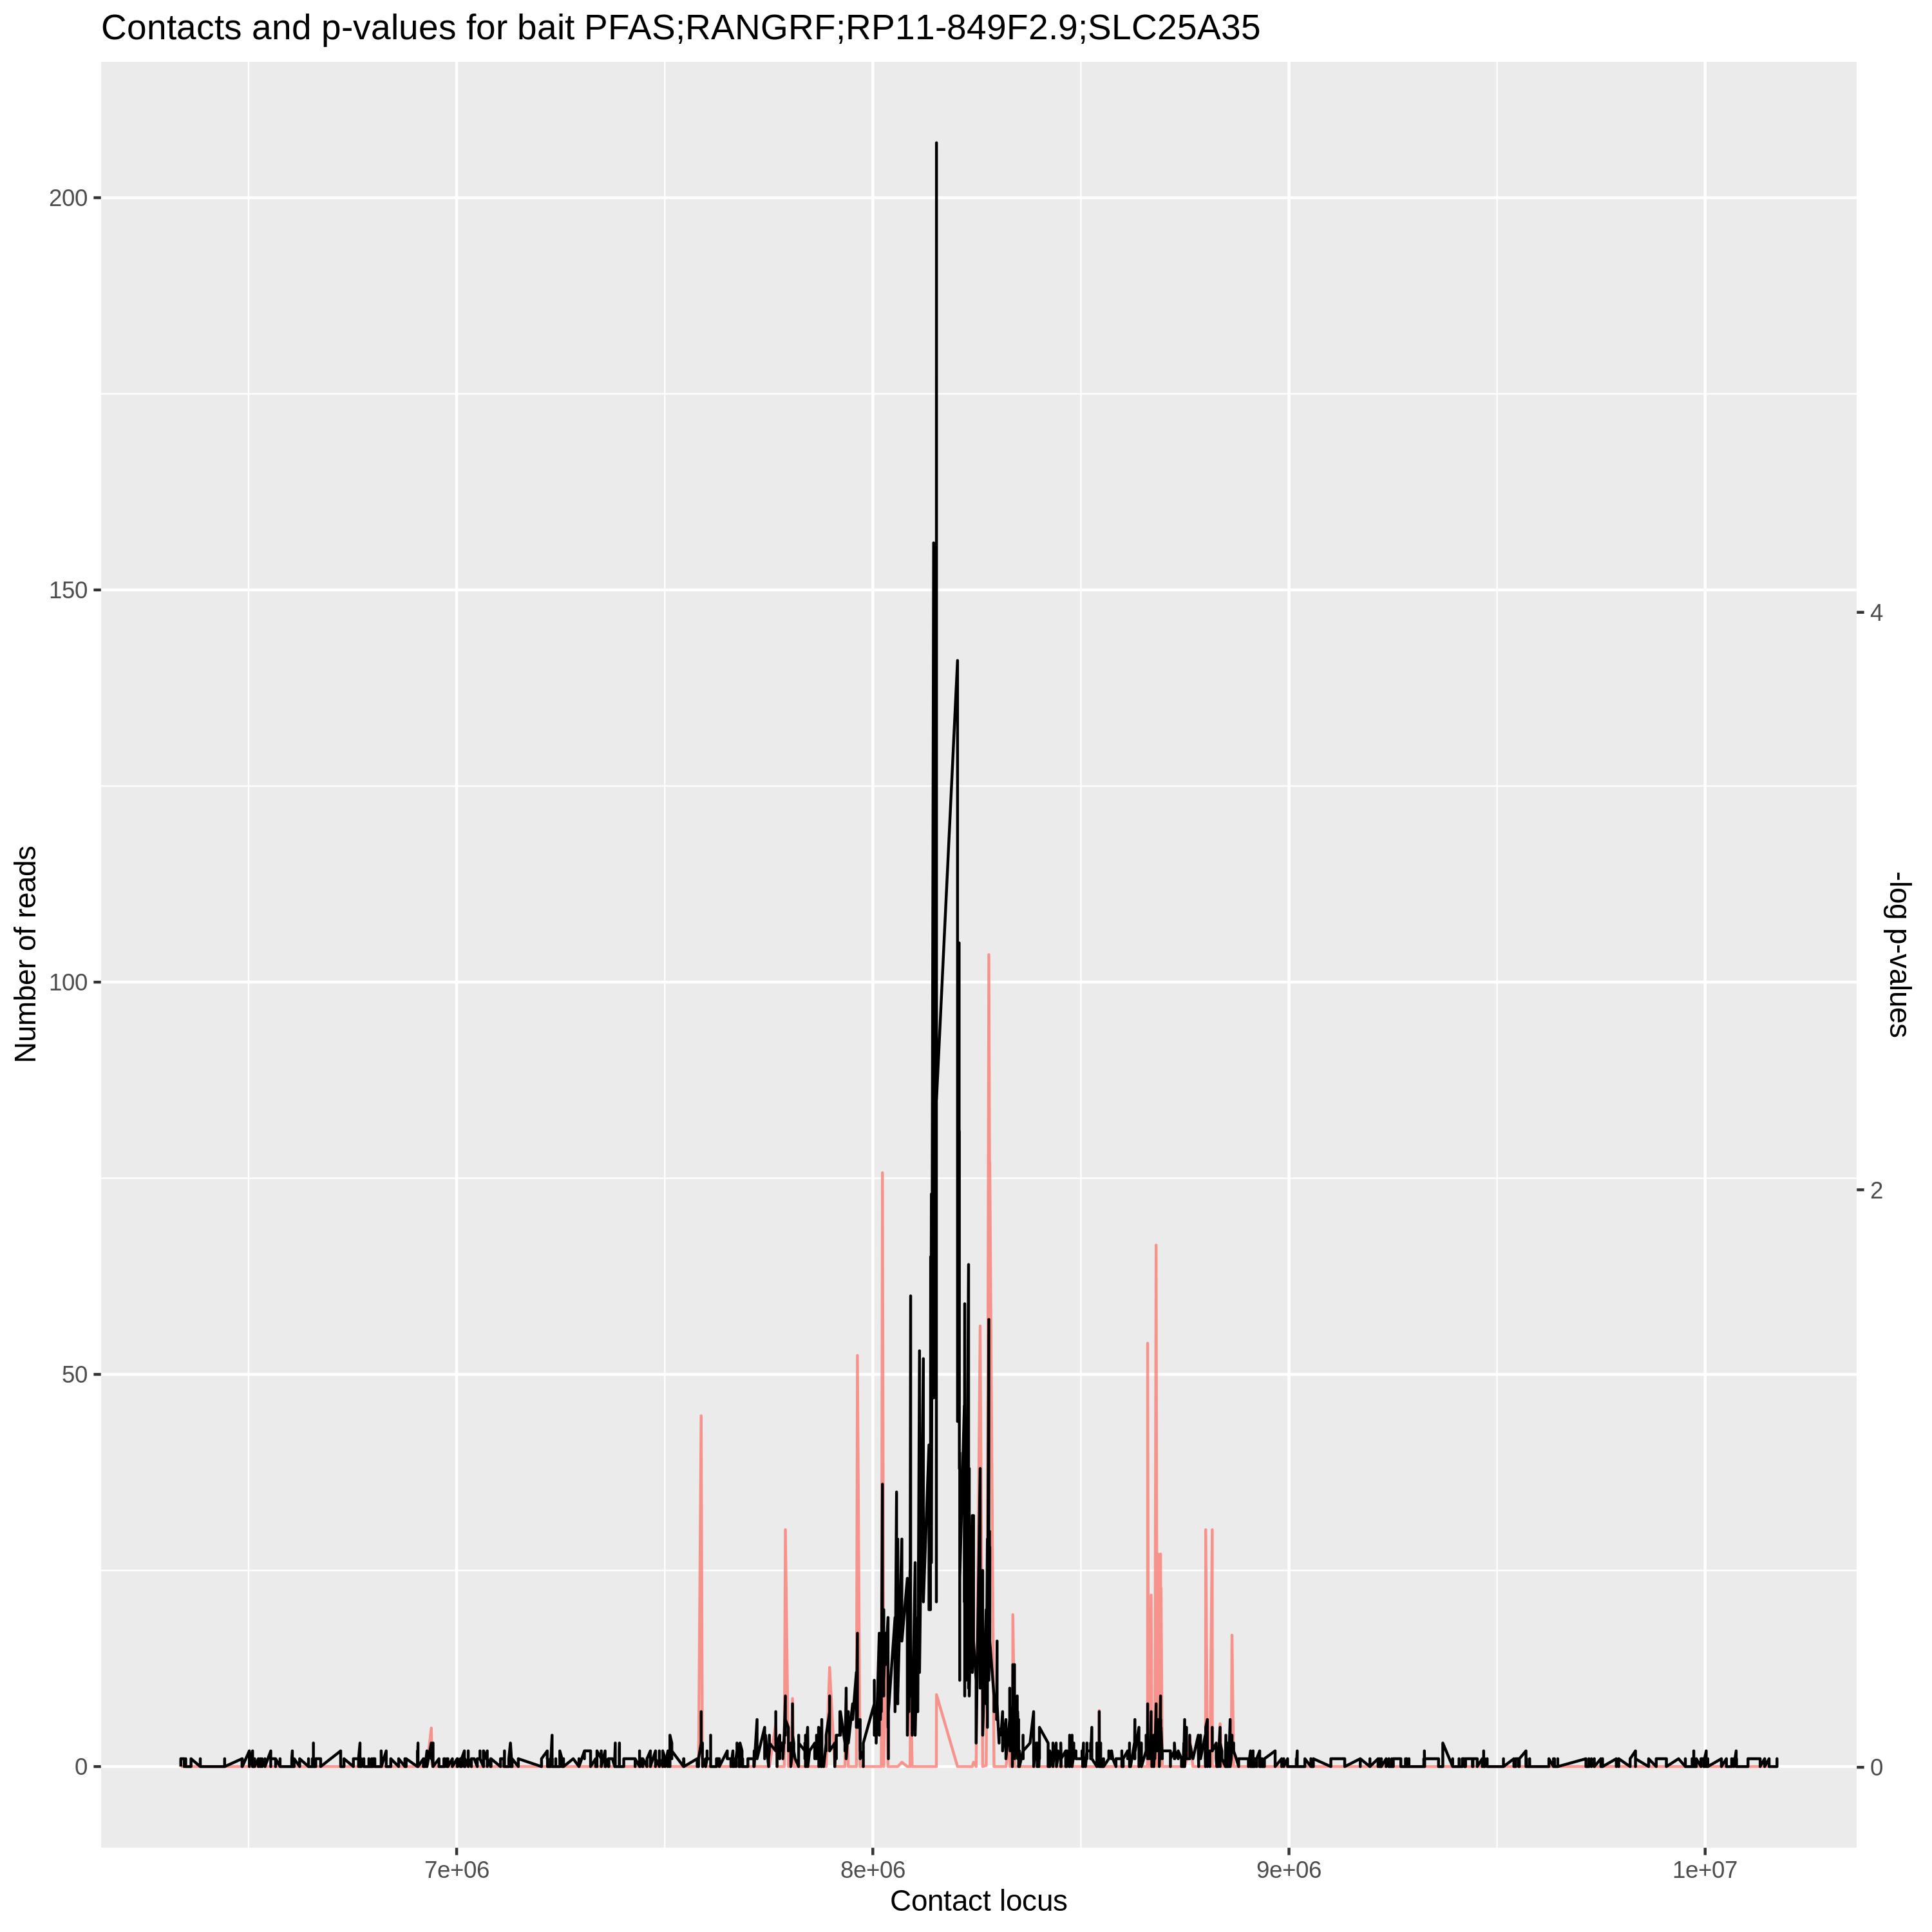 Contacts and p-values for bait PFAS;RANGRF;RP11-849F2.9;SLC25A35
200
150
100
50
0
Number of reads
4
2
0
-log p-values
7e+06
8e+06
9e+06
1e+07
Contact locus